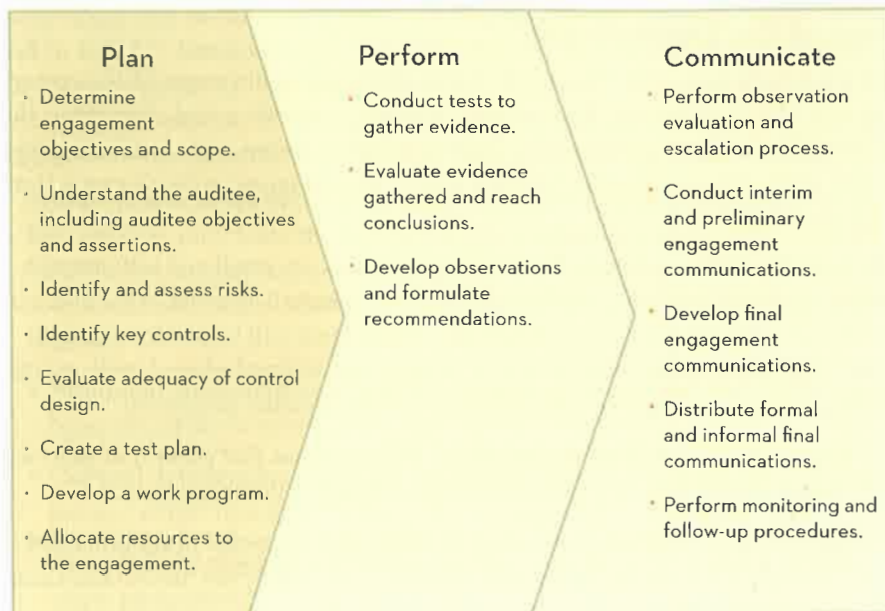 Plan
• Determine
engagement
objectives and scope.
• Understand the auditee,
including auditee objectives
and assertions.
• Identify and assess risks.
• Identify key controls.
• Evaluate adequacy of control
design.
• Create a test plan.
• Develop a work program.
• Allocate resources to
the engagement.
Perform
• Conduct tests to
gather evidence.
• Evaluate evidence
gathered and reach
conclusions.
• Develop observations
and formulate
recommendations.
Communicate
• Perform observation
evaluation and
escalation process.
• Conduct interim
and preliminary
engagement
communications.
• Develop final
engagement
communications.
• Distribute formal
and informal final
communications.
• Perform monitoring and
follow-up procedures.